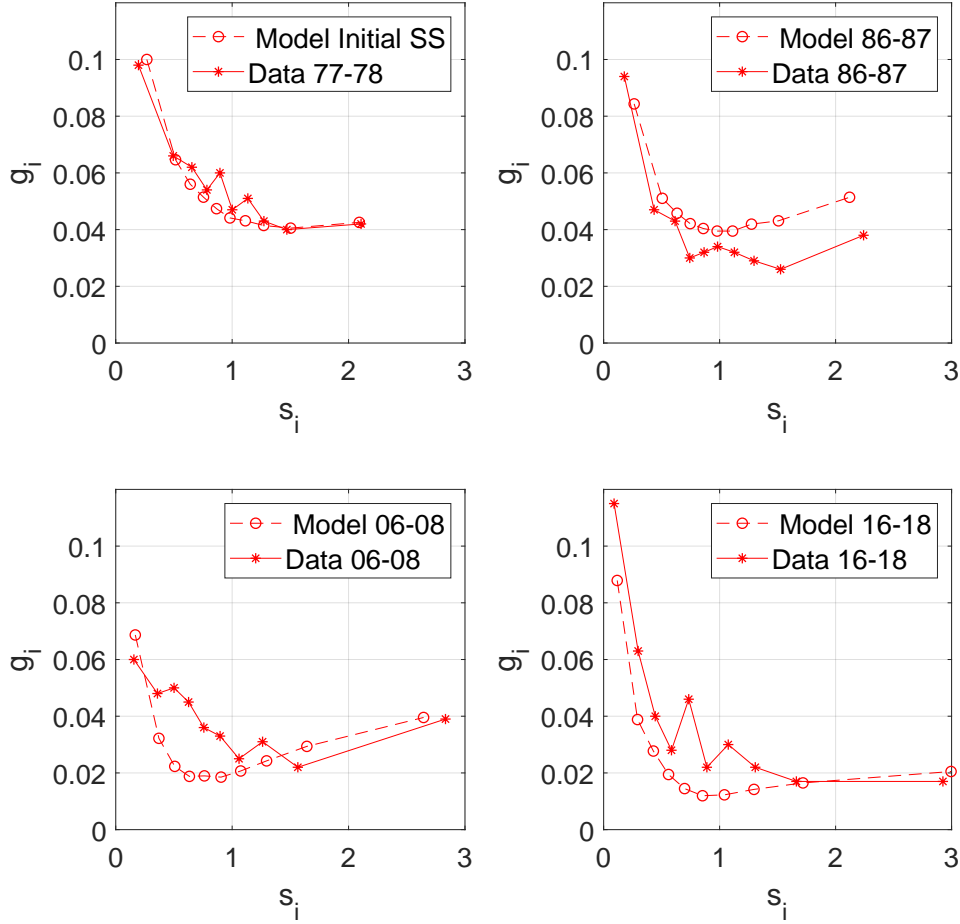 Model Initial SS
Data 77-78
0.1
0.08
0.06
0.04
0.02
0
g_i
0
1
2
3
s_i
Model 86-87
Data 86-87
0.1
0.08
0.06
0.04
0.02
0
g_i
0
1
2
3
s_i
Model 06-08
Data 06-08
0.1
0.08
0.06
0.04
0.02
0
g_i
0
1
2
3
s_i
Model 16-18
Data 16-18
0.1
0.08
0.06
0.04
0.02
0
g_i
0
1
2
3
s_i